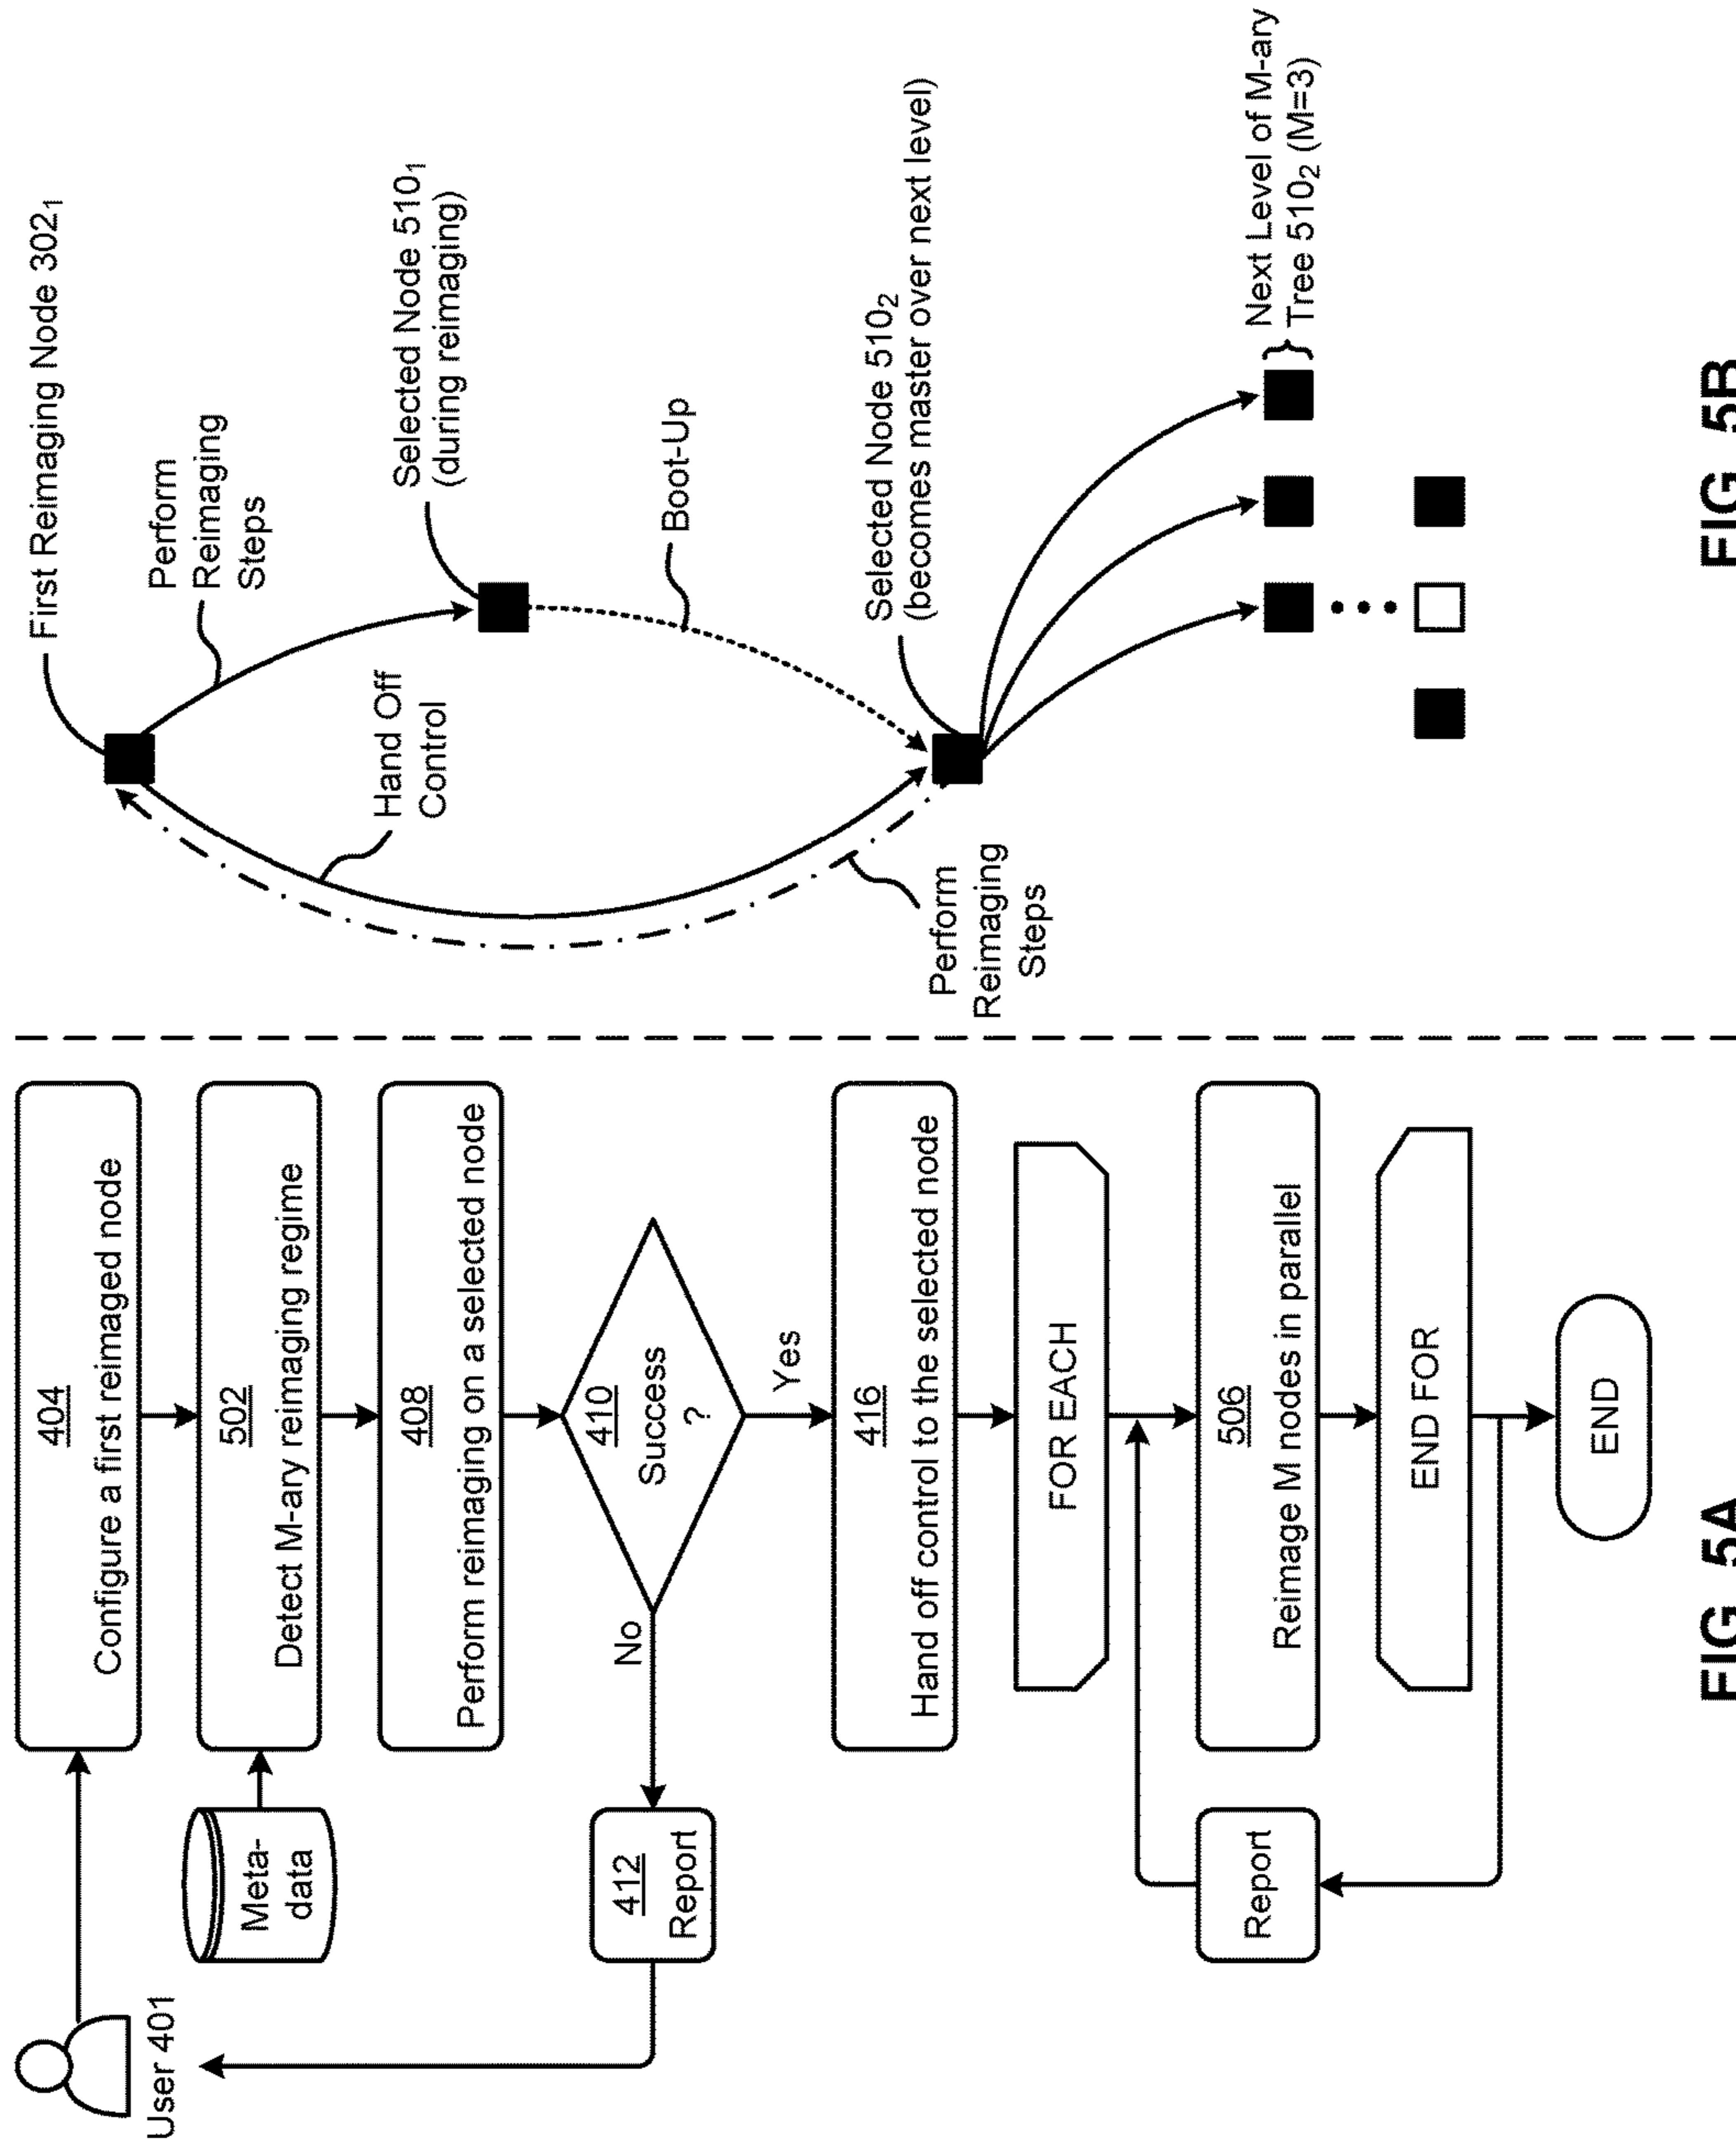 User 401
404
Configure a first reimaged node
Meta-
data
502
Detect M-ary reimaging regime
408
Perform reimaging on a selected node
410
Success
?
No
Yes
412
Report
416
Hand off control to the selected node
FOR EACH
506
Reimage M nodes in parallel
Report
END FOR
END
FIG. 5A
First Reimaging Node 302₁
Perform
Reimaging
Steps
Hand Off
Control
Selected Node 510₁
(during reimaging)
Boot-Up
Perform
Reimaging
Steps
Selected Node 510₂
(becomes master over next level)
Next Level of M-ary
Tree 510₂ (M=3)
FIG. 5B